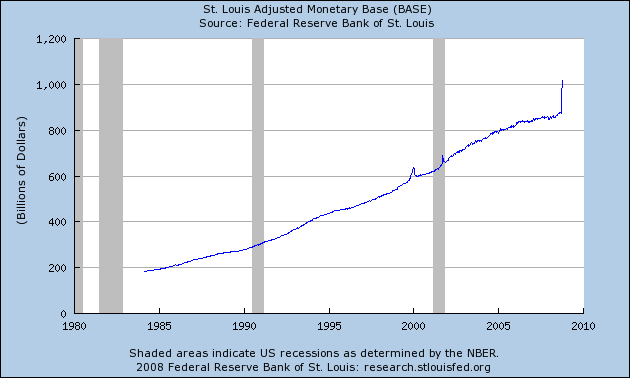 St. Louis Adjusted Monetary Base (BASE)
Source: Federal Reserve Bank of St. Louis
(Billions of Dollars)
1,200
1,000
800
600
400
200
0
1980 1985 1990 1995 2000 2005 2010
Shaded areas indicate US recessions as determined by the NBER.
2008 Federal Reserve Bank of St. Louis: research.stlouisfed.org